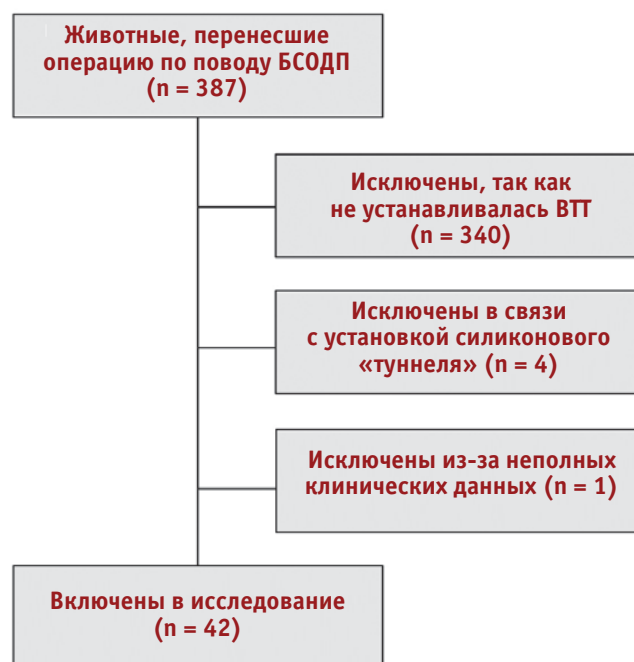 Животные, перенесшие
операцию по поводу БСОДП
(n = 387)
Исключены, так как
не устанавливалась ВТТ
(n = 340)
Исключены в связи
с установкой силиконового
«туннеля» (n = 4)
Исключены из-за неполных
клинических данных (n = 1)
Включены в исследование
(n = 42)